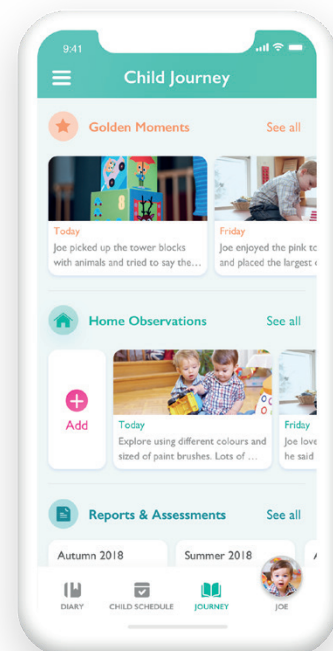 9:41
Child Journey
Golden Moments
See all
Today
Joe picked up the tower blocks
with animals and tried to say the...
Friday
Joe enjoyed the pink to
and placed the largest
Home Observations
See all
Add
Today
Explore using different colours and
sized of paint brushes. Lots of ...
Friday
Joe love
he said
Reports & Assessments
See all
Autumn 2018
Summer 2018
A
DIARY
CHILD SCHEDULE
JOURNEY
JOE